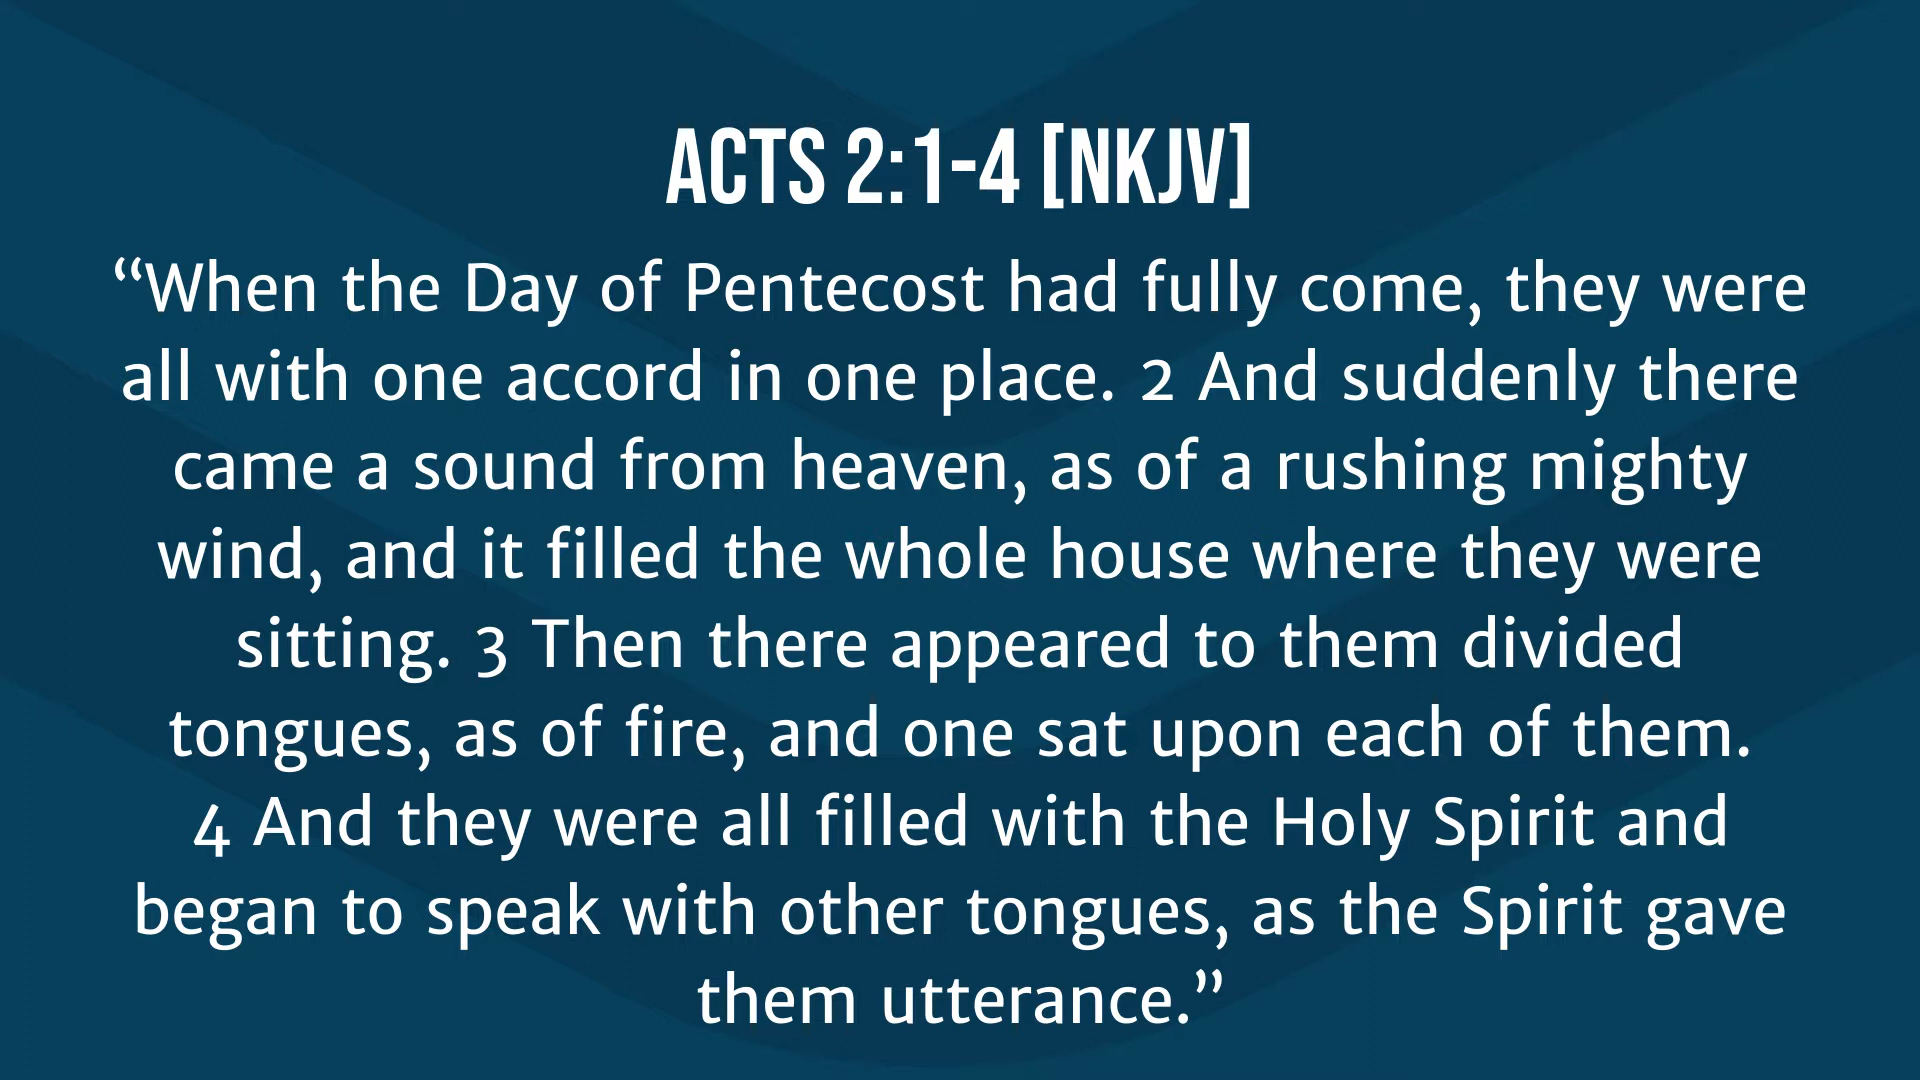 ACTS 2:1-4 [NKJV]
“When the Day of Pentecost had fully come, they were
all with one accord in one place. 2 And suddenly there
came a sound from heaven, as of a rushing mighty
wind, and it filled the whole house where they were
sitting. 3 Then there appeared to them divided
tongues, as of fire, and one sat upon each of them.
4 And they were all filled with the Holy Spirit and
began to speak with other tongues, as the Spirit gave
them utterance.”